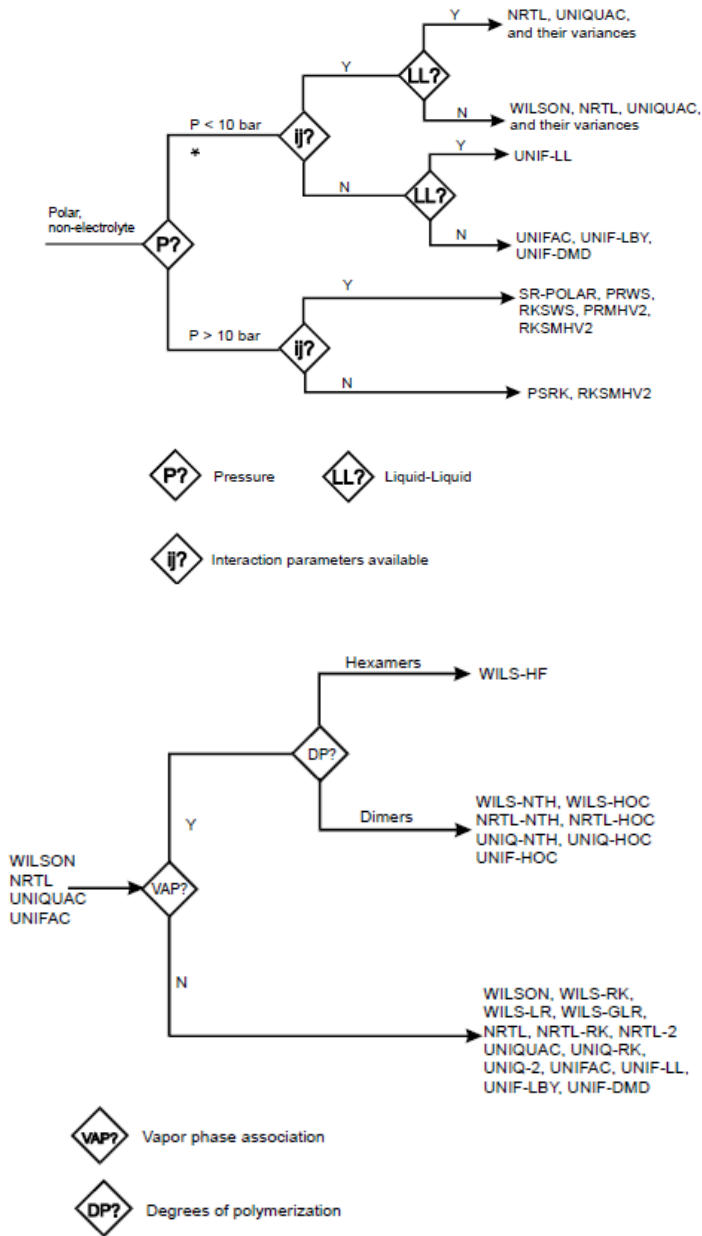 Y
NRTL, UNIQUAC,
and their variances
Y
LL?
P < 10 bar
N
WILSON, NRTL, UNIQUAC,
and their variances
*
ij?
Y
UNIF-LL
N
LL?
Polar,
non-electrolyte
P?
N
UNIFAC, UNIF-LBY,
UNIF-DMD
Y
SR-POLAR, PRWS,
RKSWS, PRMHV2,
RKSMHV2
P > 10 bar
ij?
N
PSRK, RKSMHV2
P? Pressure
LL? Liquid-Liquid
ij? Interaction parameters available
Hexamers
WILS-HF
DP?
Dimers
WILS-NTH, WILS-HOC
NRTL-NTH, NRTL-HOC
UNIQ-NTH, UNIQ-HOC
UNIF-HOC
Y
WILSON
NRTL
UNIQUAC
UNIFAC
VAP?
N
WILSON, WILS-RK,
WILS-LR, WILS-GLR,
NRTL, NRTL-RK, NRTL-2
UNIQUAC, UNIQ-RK,
UNIQ-2, UNIFAC, UNIF-LL,
UNIF-LBY, UNIF-DMD
VAP? Vapor phase association
DP? Degrees of polymerization